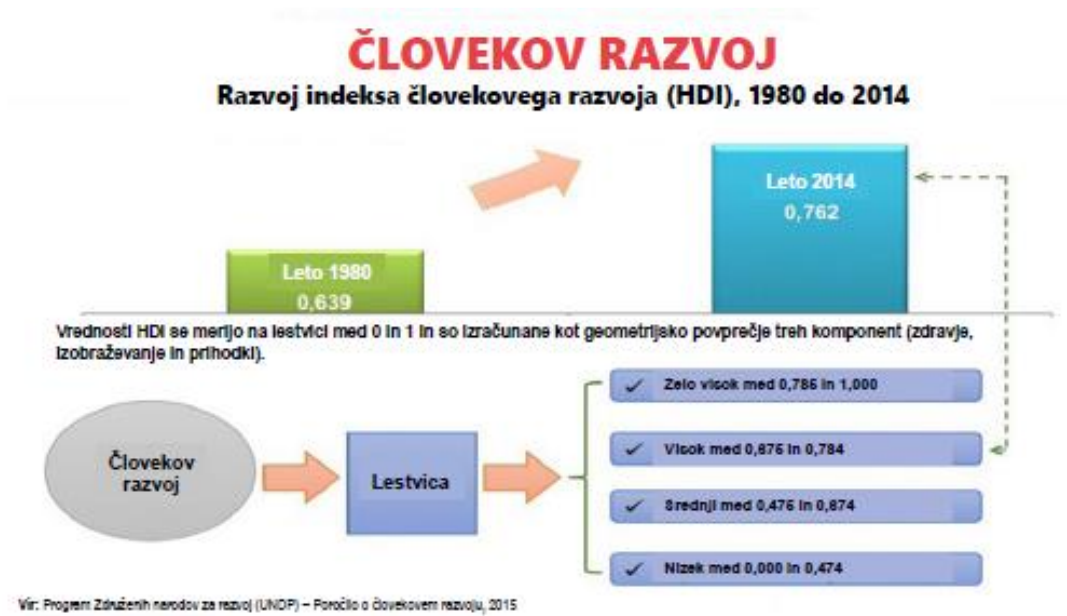 ČLOVEKOV RAZVOJ
Razvoj indeksa človekovega razvoja (HDI), 1980 do 2014
Leto 2014
0,762
Leto 1980
0,639
Vrednosti HDI se merijo na lestvici med 0 in 1 in so izračunane kot geometrijsko povprečje treh komponent (zdravje,
izobraževanje in prihodki).
Človekov
razvoj
Lestvica
Zelo visok med 0,785 in 1,000
Visok med 0,675 in 0,784
Srednji med 0,475 in 0,674
Nizek med 0,000 in 0,474
Vir: Program Združenih narodov za razvoj (UNDP) – Poročilo o človekovem razvoju, 2015